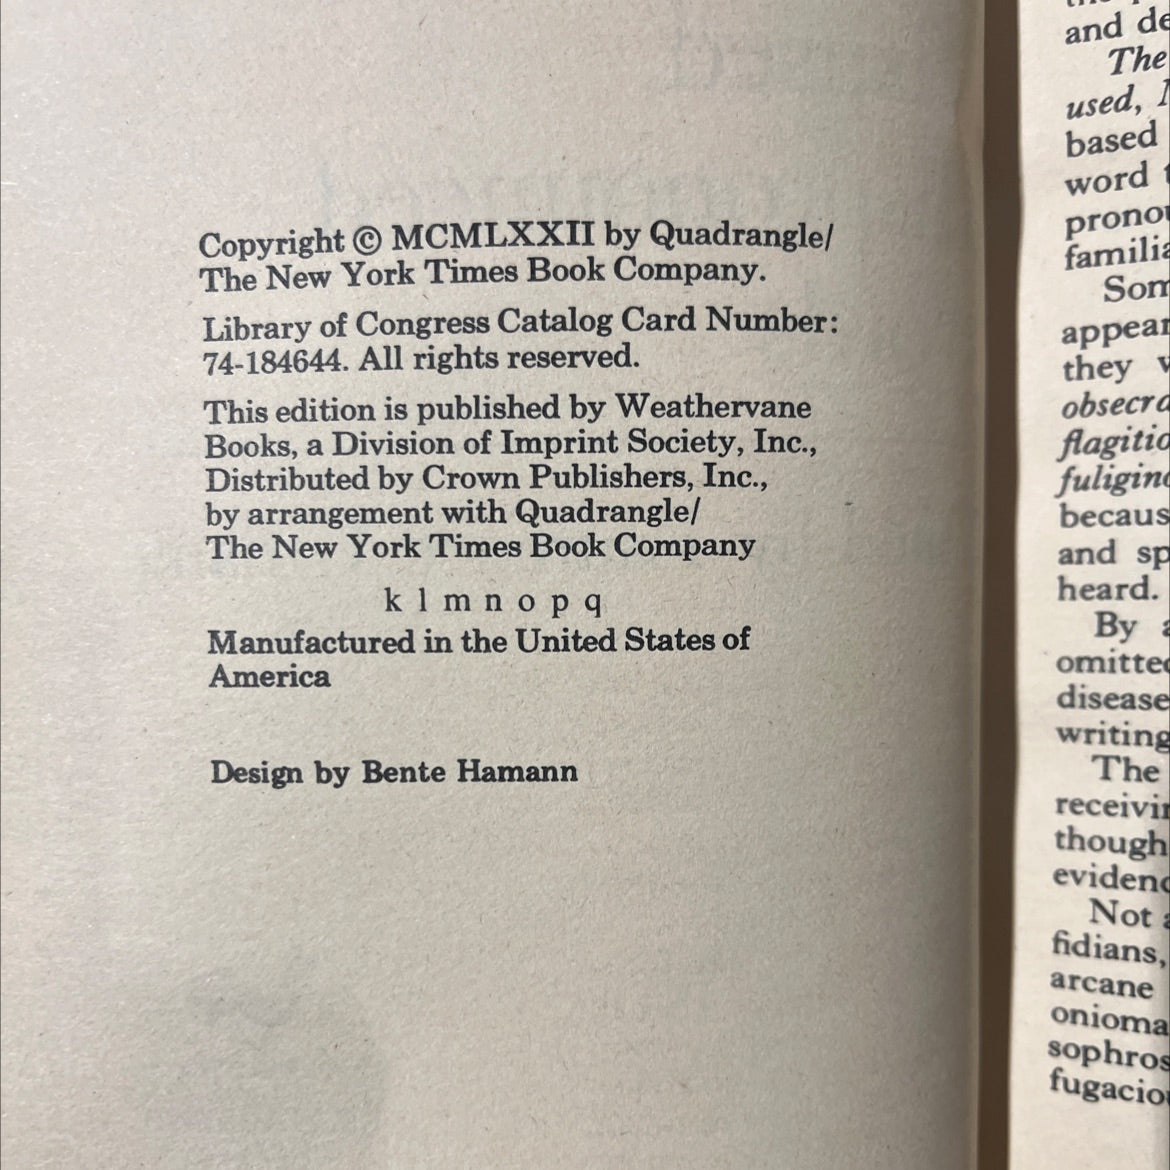 Copyright © MCMLXXII by Quadrangle/
The New York Times Book Company.
Library of Congress Catalog Card Number:
74-184644. All rights reserved.
This edition is published by Weathervane
Books, a Division of Imprint Society, Inc.,
Distributed by Crown Publishers, Inc.,
by arrangement with Quadrangle/
The New York Times Book Company
k l m n o p q
Manufactured in the United States of
America
Design by Bente Hamann
and de
The
used,
based
word
pronou
familia
Som
appear
they
obsecra
flagitio
fuligino
becaus
and sp
heard.
By
omitted
disease
writing
The
receivin
though
evidenc
Not
fidians,
arcane
onioma
sophros
fugaciou